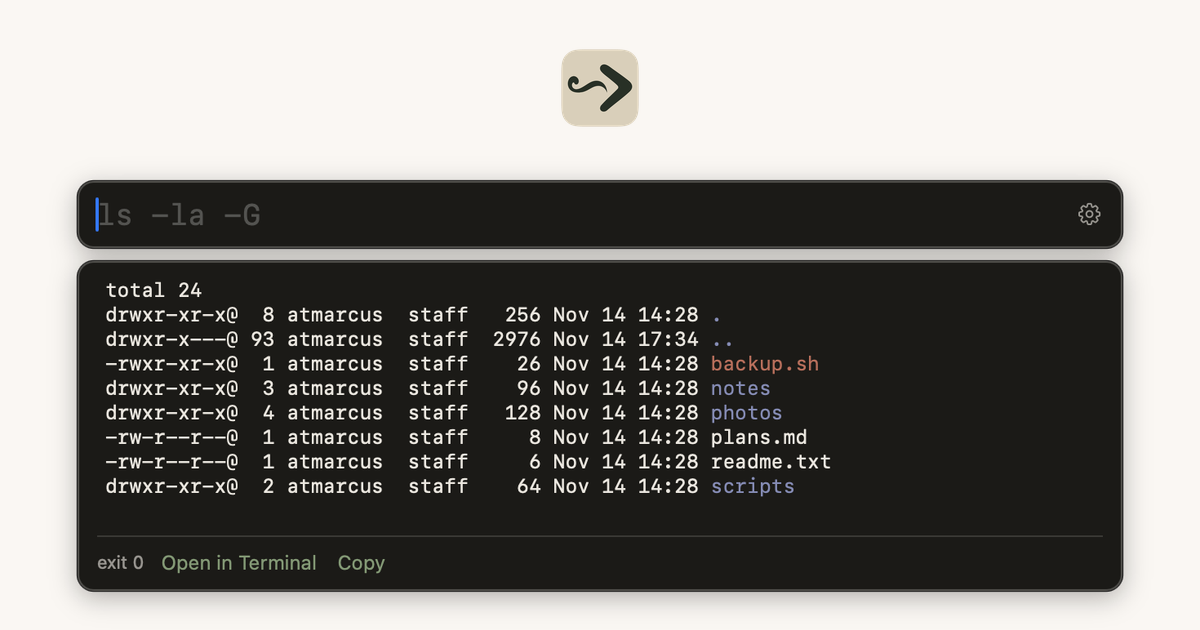 ls -la -G
total 24
drwxr-xr-x@  8 atmarcus  staff   256 Nov 14 14:28 .
drwxr-x---@ 93 atmarcus  staff  2976 Nov 14 17:34 ..
-rwxr-xr-x@  1 atmarcus  staff    26 Nov 14 14:28 backup.sh
drwxr-xr-x@  3 atmarcus  staff    96 Nov 14 14:28 notes
drwxr-xr-x@  4 atmarcus  staff   128 Nov 14 14:28 photos
-rw-r--r--@  1 atmarcus  staff     8 Nov 14 14:28 plans.md
-rw-r--r--@  1 atmarcus  staff     6 Nov 14 14:28 readme.txt
drwxr-xr-x@  2 atmarcus  staff    64 Nov 14 14:28 scripts
exit 0 Open in Terminal Copy